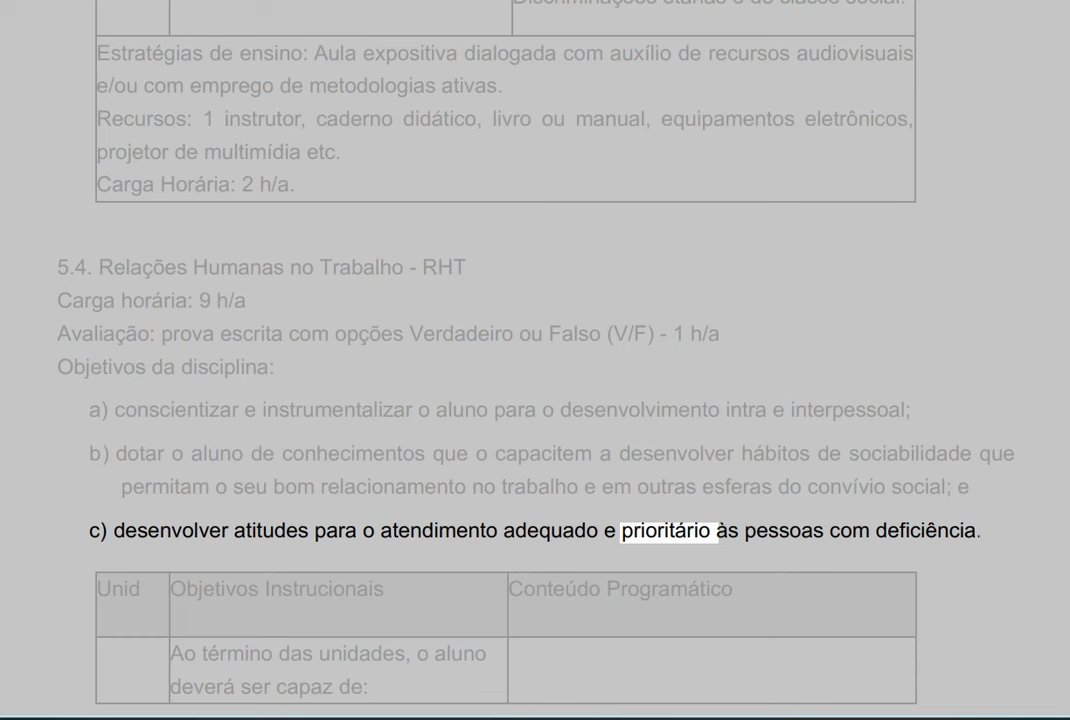 Estratégias de ensino: Aula expositiva dialogada com auxílio de recursos audiovisuais
e/ou com emprego de metodologias ativas.
Recursos: 1 instrutor, caderno didático, livro ou manual, equipamentos eletrônicos,
projetor de multimídia etc.
Carga Horária: 2 h/a.
5.4. Relações Humanas no Trabalho - RHT
Carga horária: 9 h/a
Avaliação: prova escrita com opções Verdadeiro ou Falso (V/F) - 1 h/a
Objetivos da disciplina:
a) conscientizar e instrumentalizar o aluno para o desenvolvimento intra e interpessoal;
b) dotar o aluno de conhecimentos que o capacitem a desenvolver hábitos de sociabilidade que
permitam o seu bom relacionamento no trabalho e em outras esferas do convívio social; e
c) desenvolver atitudes para o atendimento adequado e prioritário às pessoas com deficiência.
Unid Objetivos Instrucionais Conteúdo Programático
Ao término das unidades, o aluno
deverá ser capaz de: